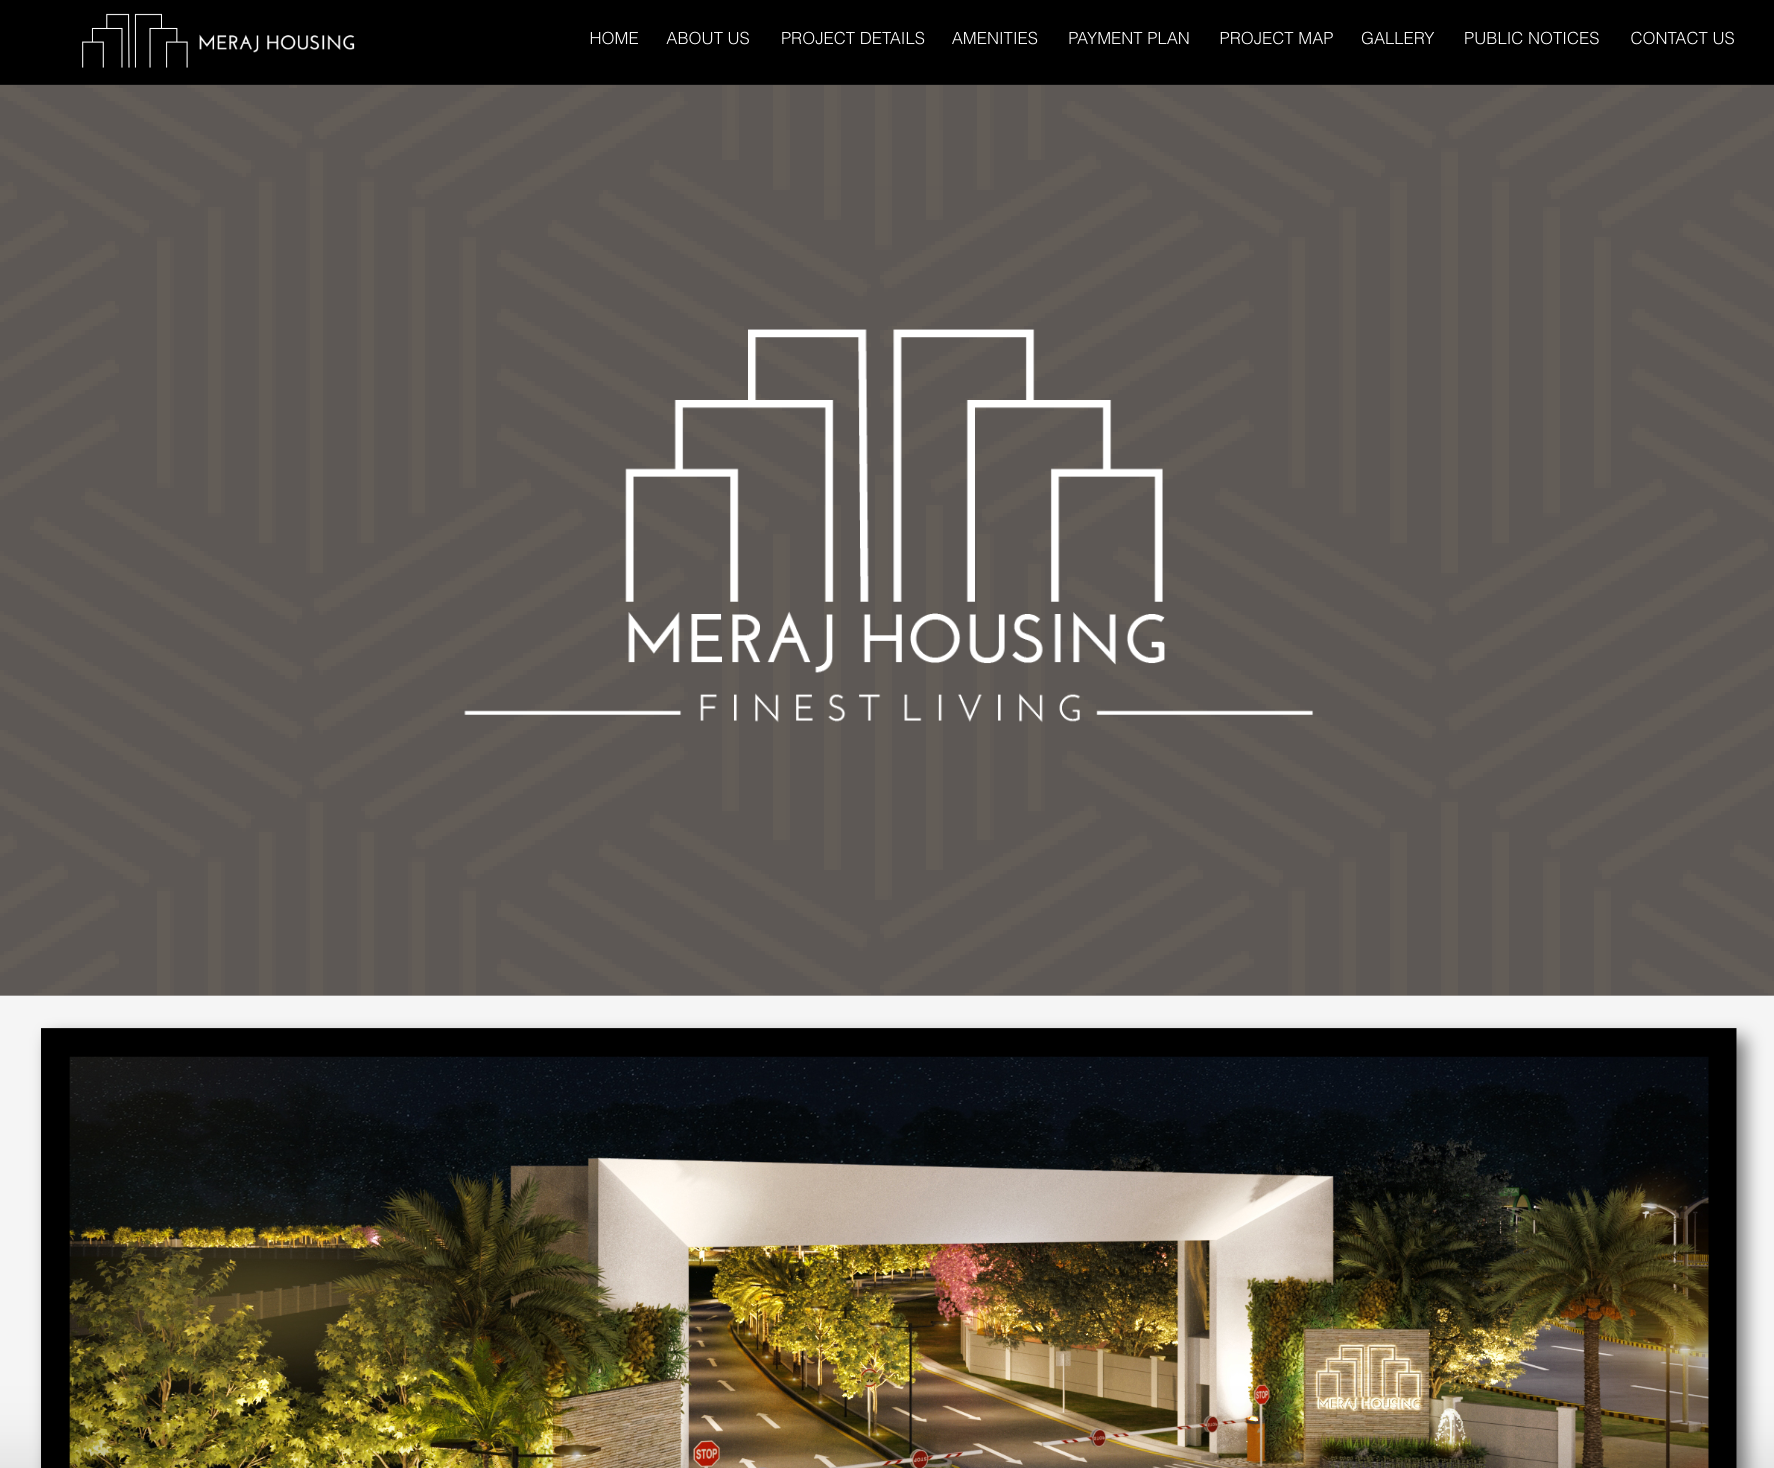 MERAJ HOUSING
HOME ABOUT US PROJECT DETAILS AMENITIES PAYMENT PLAN PROJECT MAP GALLERY PUBLIC NOTICES CONTACT US
MERAJ HOUSING
FINEST LIVING
MERAJ HOUSING
STOP
STOP